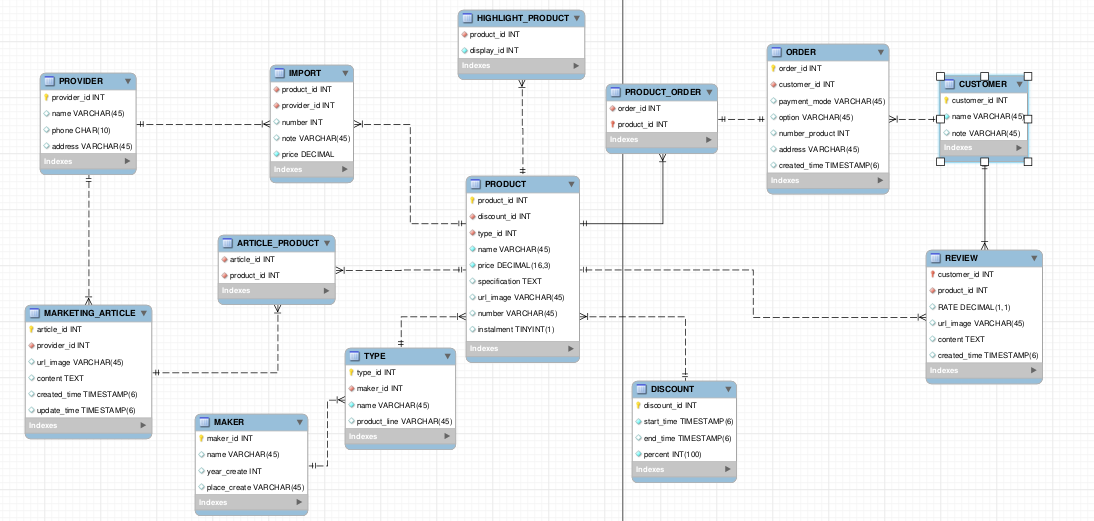 HIGHLIGHT_PRODUCT
product_id INT
display_id INT
Indexes
PROVIDER
provider_id INT
name VARCHAR(45)
phone CHAR(10)
address VARCHAR(45)
Indexes
IMPORT
product_id INT
provider_id INT
number INT
note VARCHAR(45)
price DECIMAL
Indexes
PRODUCT_ORDER
order_id INT
product_id INT
Indexes
ORDER
order_id INT
customer_id INT
payment_mode VARCHAR(45)
option VARCHAR(45)
number_product INT
address VARCHAR(45)
created_time TIMESTAMP(6)
Indexes
CUSTOMER
customer_id INT
name VARCHAR(45)
note VARCHAR(45)
Indexes
PRODUCT
product_id INT
discount_id INT
type_id INT
name VARCHAR(45)
price DECIMAL(16,3)
specification TEXT
url_image VARCHAR(45)
number VARCHAR(45)
instalment TINYINT(1)
Indexes
ARTICLE_PRODUCT
article_id INT
product_id INT
Indexes
REVIEW
customer_id INT
product_id INT
RATE DECIMAL(1,1)
url_image VARCHAR(45)
content TEXT
created_time TIMESTAMP(6)
Indexes
MARKETING_ARTICLE
article_id INT
provider_id INT
url_image VARCHAR(45)
content TEXT
created_time TIMESTAMP(6)
update_time TIMESTAMP(6)
Indexes
TYPE
type_id INT
maker_id INT
name VARCHAR(45)
product_line VARCHAR(45)
Indexes
DISCOUNT
discount_id INT
start_time TIMESTAMP(6)
end_time TIMESTAMP(6)
percent INT(100)
Indexes
MAKER
maker_id INT
name VARCHAR(45)
year_create INT
place_create VARCHAR(45)
Indexes